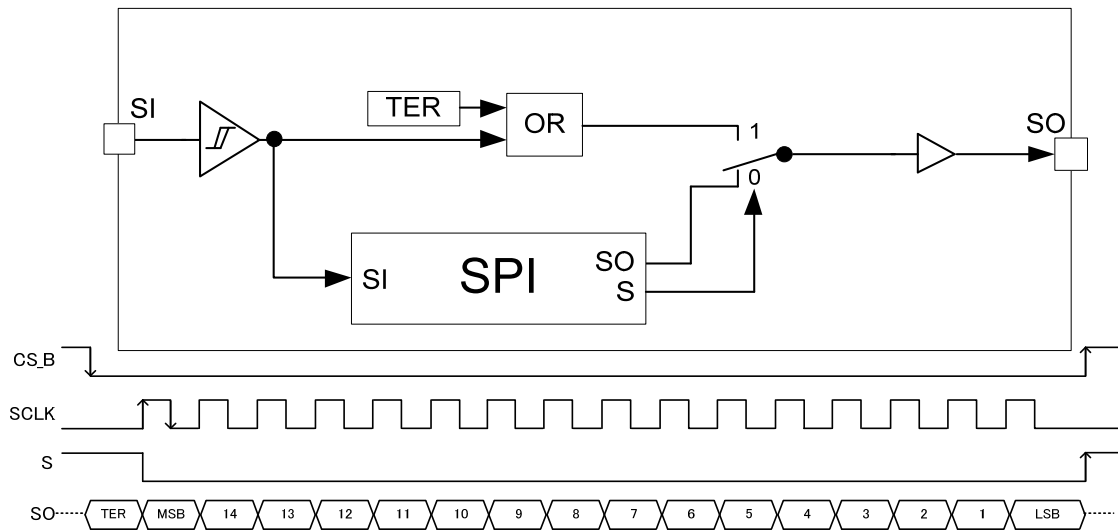 SI
TER
OR
1
SO
0
SI
SPI
SO
S
CS_B
SCLK
S
SO
TER MSB 14 13 12 11 10 9 8 7 6 5 4 3 2 1 LSB